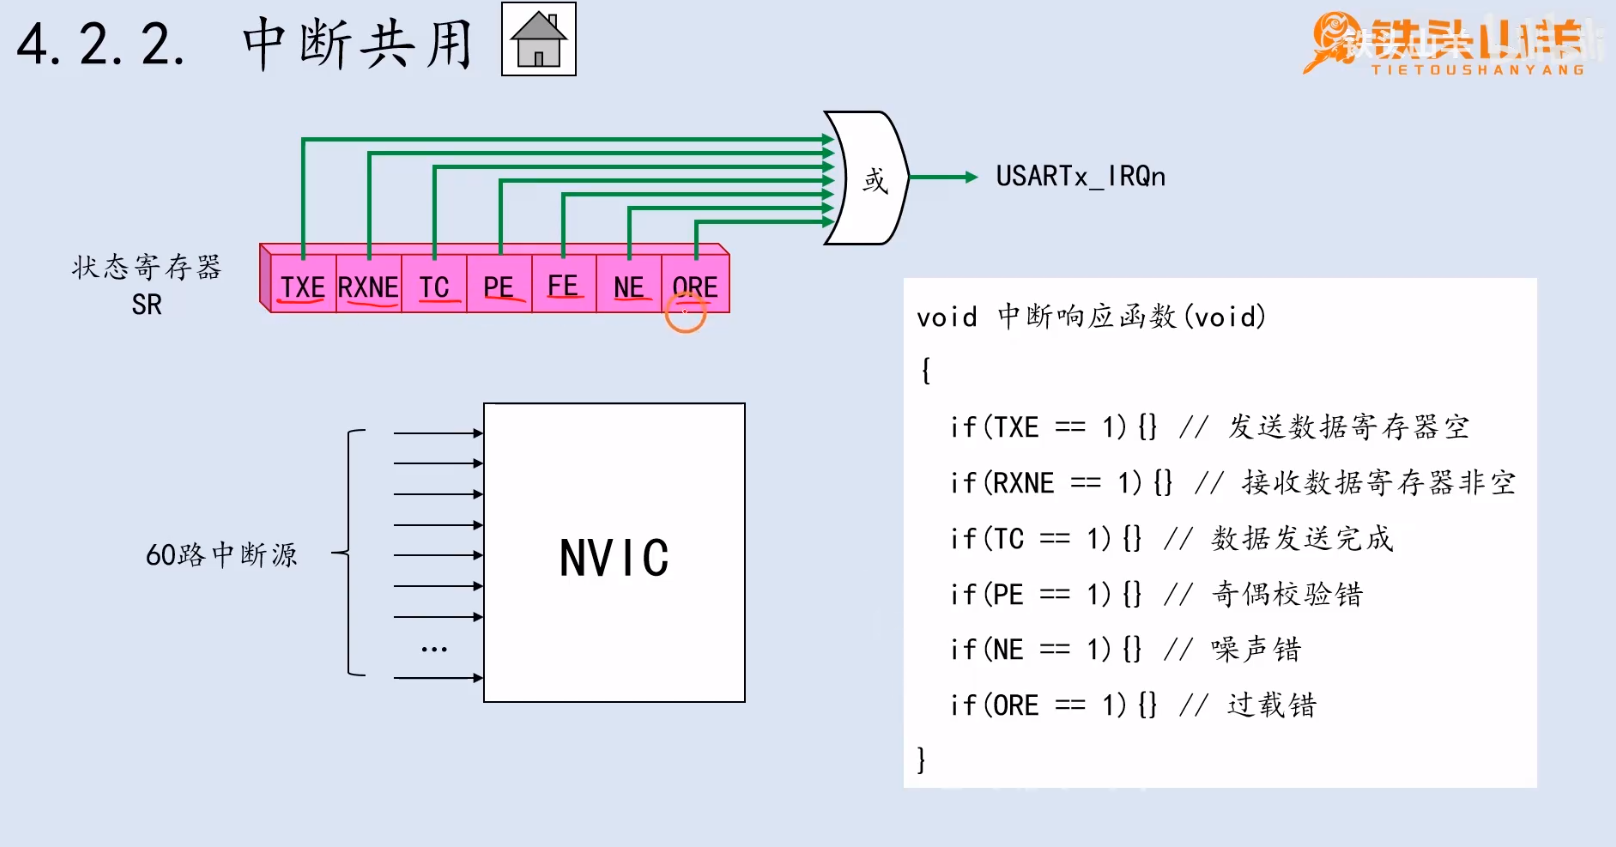 4.2.2. 中断共用
铁头山羊
TIETOUSHANYANG
或
USARTx_IRQn
状态寄存器
SR
TXE RXNE TC PE FE NE ORE
60路中断源
...
NVIC
void 中断响应函数(void)
{
if(TXE == 1){} // 发送数据寄存器空
if(RXNE == 1){} // 接收数据寄存器非空
if(TC == 1){} // 数据发送完成
if(PE == 1){} // 奇偶校验错
if(NE == 1){} // 噪声错
if(ORE == 1){} // 过载错
}